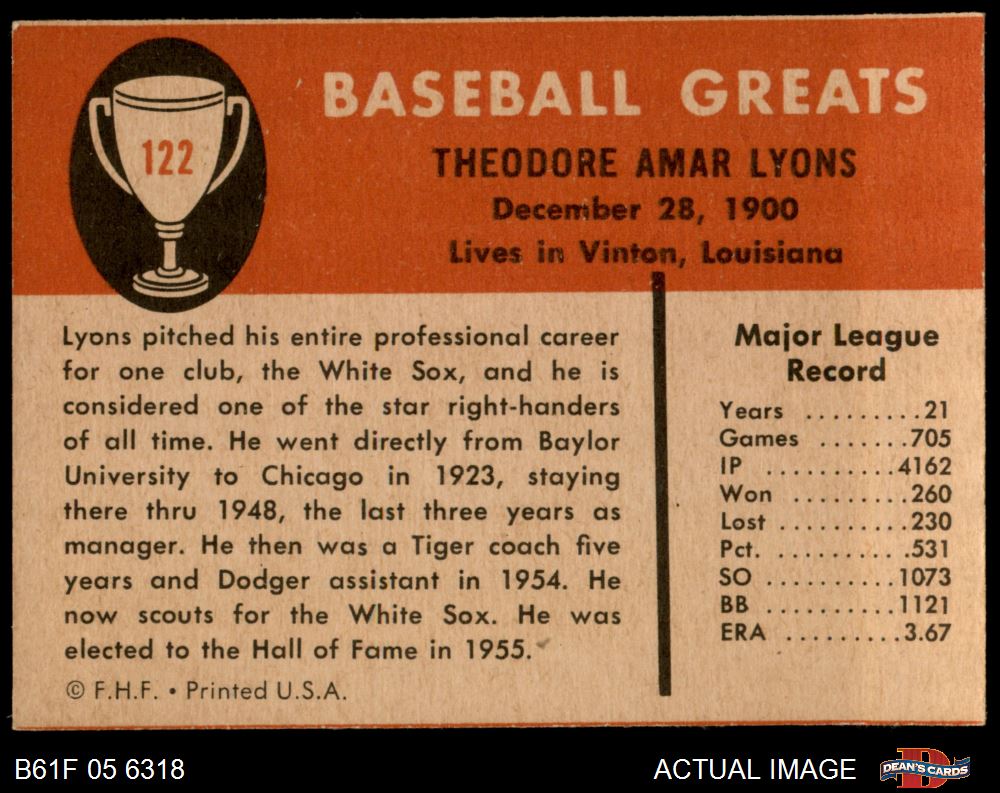 122
BASEBALL GREATS
THEODORE AMAR LYONS
December 28, 1900
Lives in Vinton, Louisiana
Lyons pitched his entire professional career
for one club, the White Sox, and he is
considered one of the star right-handers
of all time. He went directly from Baylor
University to Chicago in 1923, staying
there thru 1948, the last three years as
manager. He then was a Tiger coach five
years and Dodger assistant in 1954. He
now scouts for the White Sox. He was
elected to the Hall of Fame in 1955.
© F.H.F. • Printed U.S.A.
Major League
Record
Years .........21
Games .......705
IP ..........4162
Won .........260
Lost ..........230
Pct. ..........531
SO ..........1073
BB ..........1121
ERA .........3.67
B61F 05 6318
ACTUAL IMAGE
D
DEAN'S CARDS